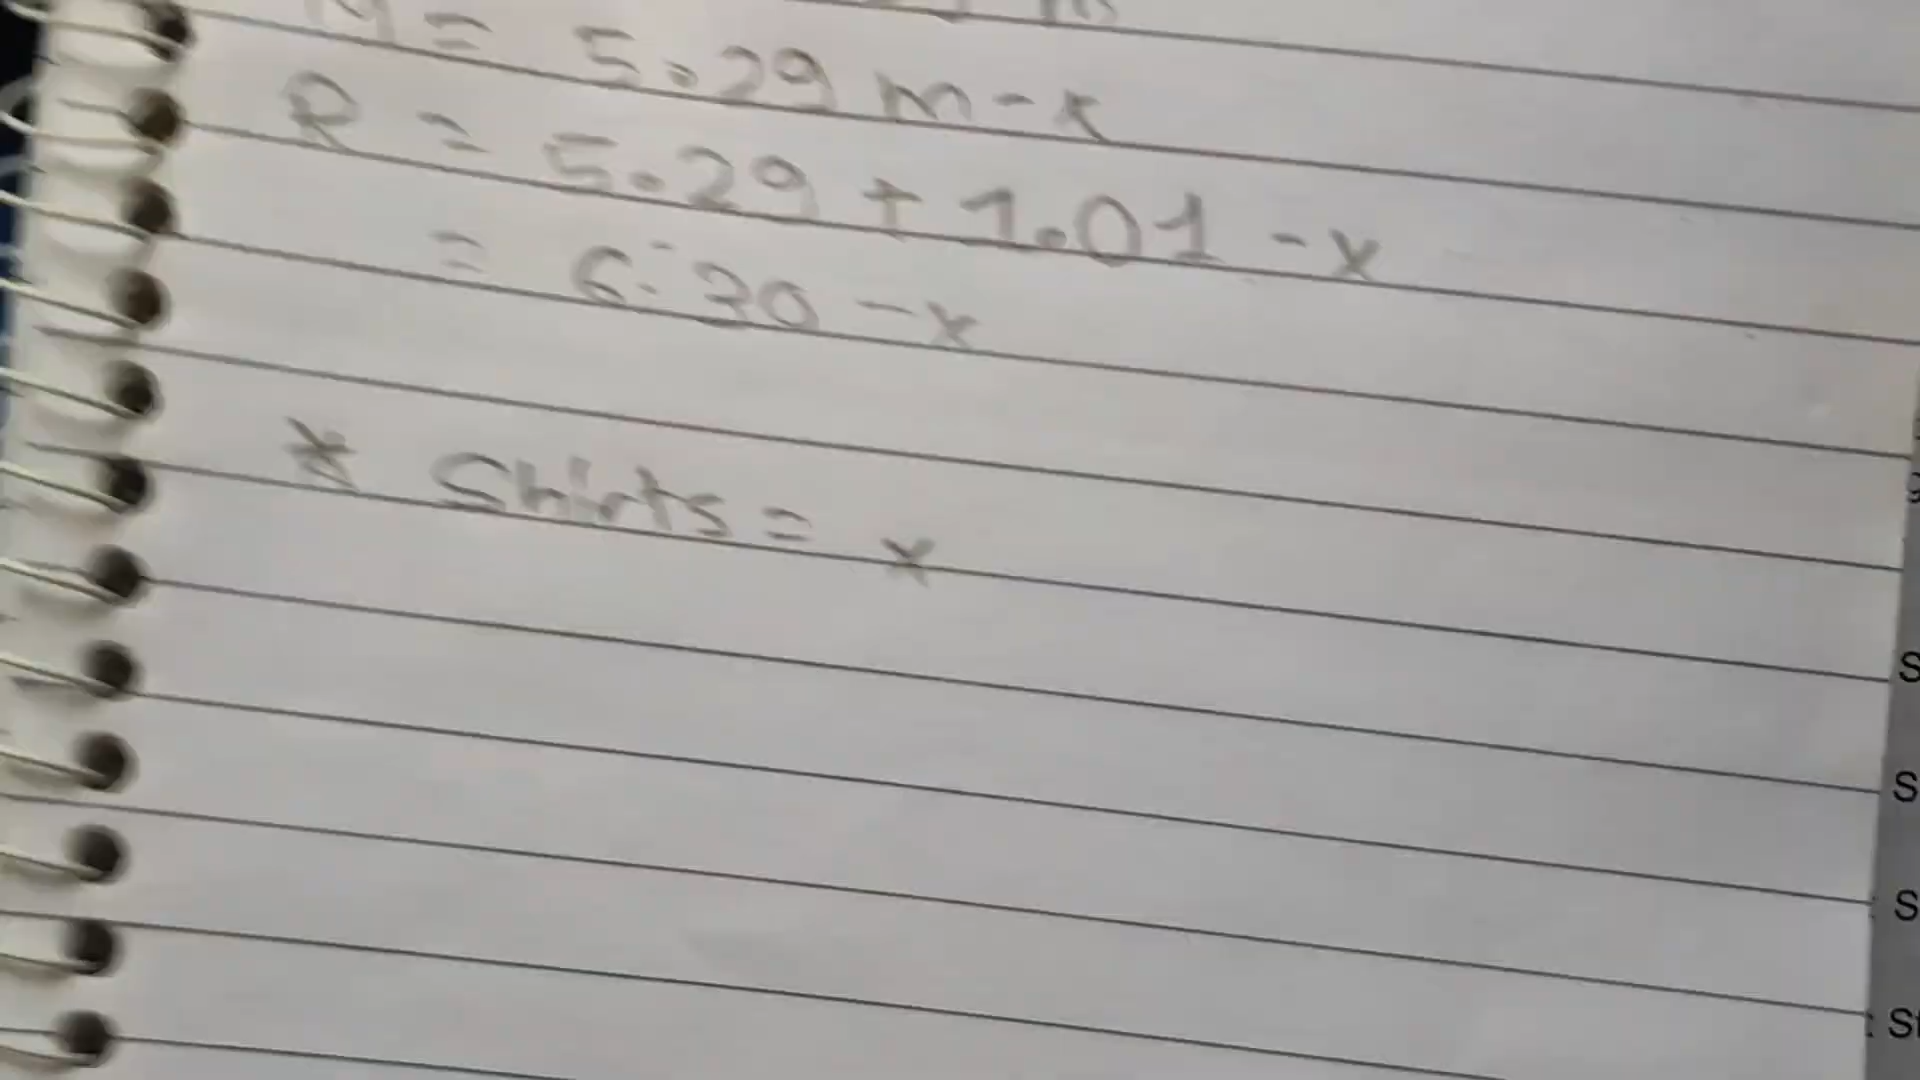 M = 5.29 m - x
R = 5.29 + 1.01 - x
= 6.30 - x
* Shirts = x